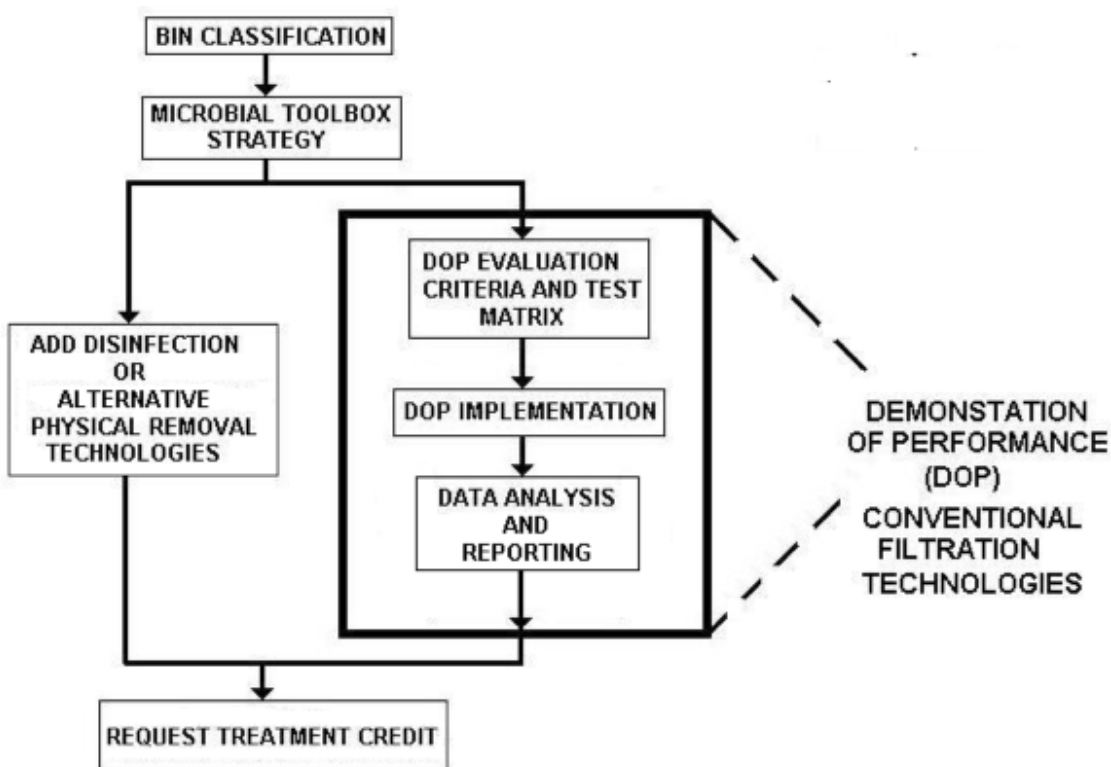 BIN CLASSIFICATION
MICROBIAL TOOLBOX
STRATEGY
ADD DISINFECTION
OR
ALTERNATIVE
PHYSICAL REMOVAL
TECHNOLOGIES
DOP EVALUATION
CRITERIA AND TEST
MATRIX
DOP IMPLEMENTATION
DATA ANALYSIS
AND
REPORTING
DEMONSTATION
OF PERFORMANCE
(DOP)
CONVENTIONAL
FILTRATION
TECHNOLOGIES
REQUEST TREATMENT CREDIT